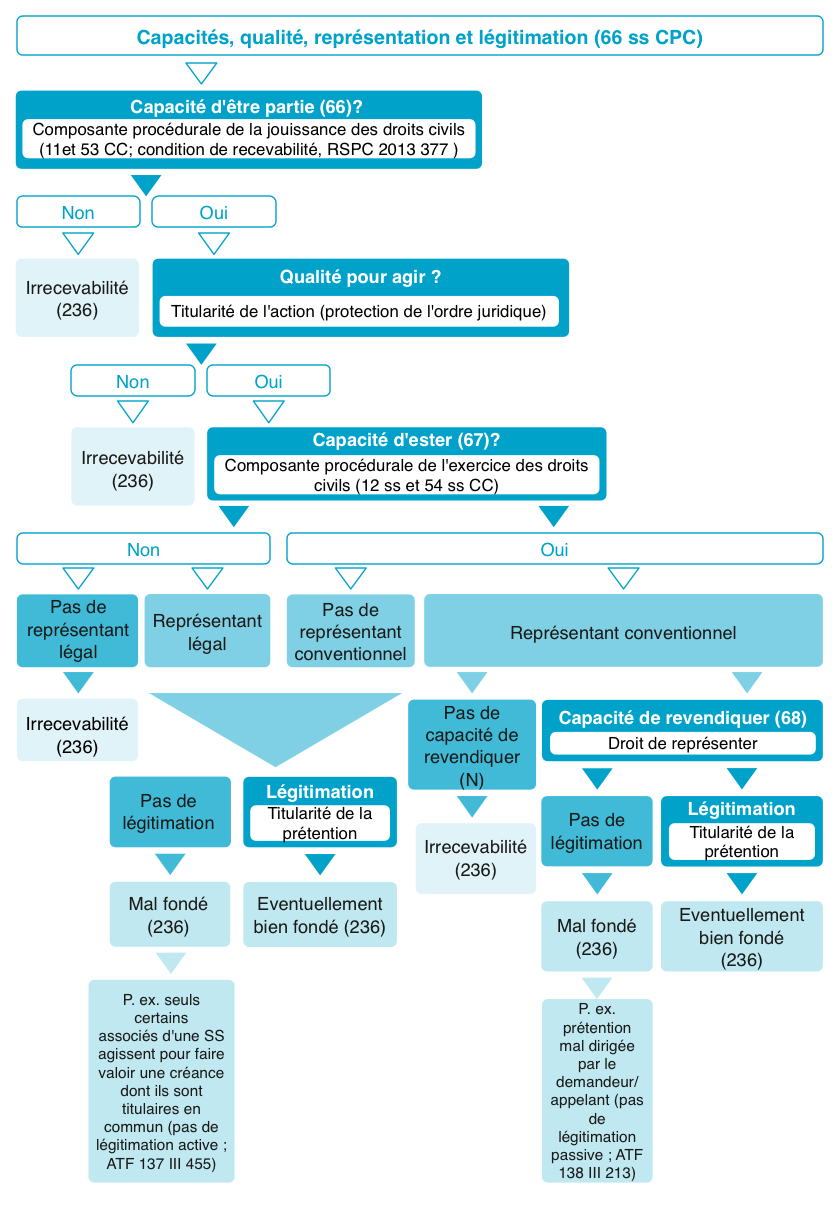 Capacités, qualité, représentation et légitimation (66 ss CPC)
Capacité d'être partie (66)?
Composante procédurale de la jouissance des droits civils
(11et 53 CC; condition de recevabilité, RSPC 2013 377 )
Non
Oui
Irrecevabilité
(236)
Qualité pour agir ?
Titularité de l'action (protection de l'ordre juridique)
Non
Oui
Irrecevabilité
(236)
Capacité d'ester (67)?
Composante procédurale de l'exercice des droits
civils (12 ss et 54 ss CC)
Non
Oui
Pas de
représentant
légal
Représentant
légal
Pas de
représentant
conventionnel
Représentant conventionnel
Irrecevabilité
(236)
Pas de
capacité de
revendiquer
(N)
Capacité de revendiquer (68)
Droit de représenter
Pas de
légitimation
Légitimation
Titularité de la
prétention
Irrecevabilité
(236)
Pas de
légitimation
Légitimation
Titularité de la
prétention
Mal fondé
(236)
Eventuellement
bien fondé (236)
Mal fondé
(236)
Eventuellement
bien fondé
(236)
P. ex. seuls
certains
associés d'une SS
agissent pour faire
valoir une créance
dont ils sont
titulaires en
commun (pas de
légitimation active ;
ATF 137 III 455)
P. ex.
prétention
mal dirigée
par le
demandeur/
appelant (pas
de
légitimation
passive ; ATF
138 III 213)